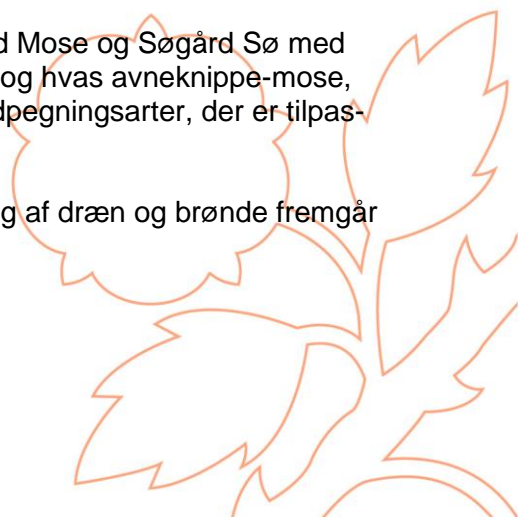 d Mose og Søgård Sø med
og hvas avneknippe-mose,
dpegningsarter, der er tilpas-
g af dræn og brønde fremgår